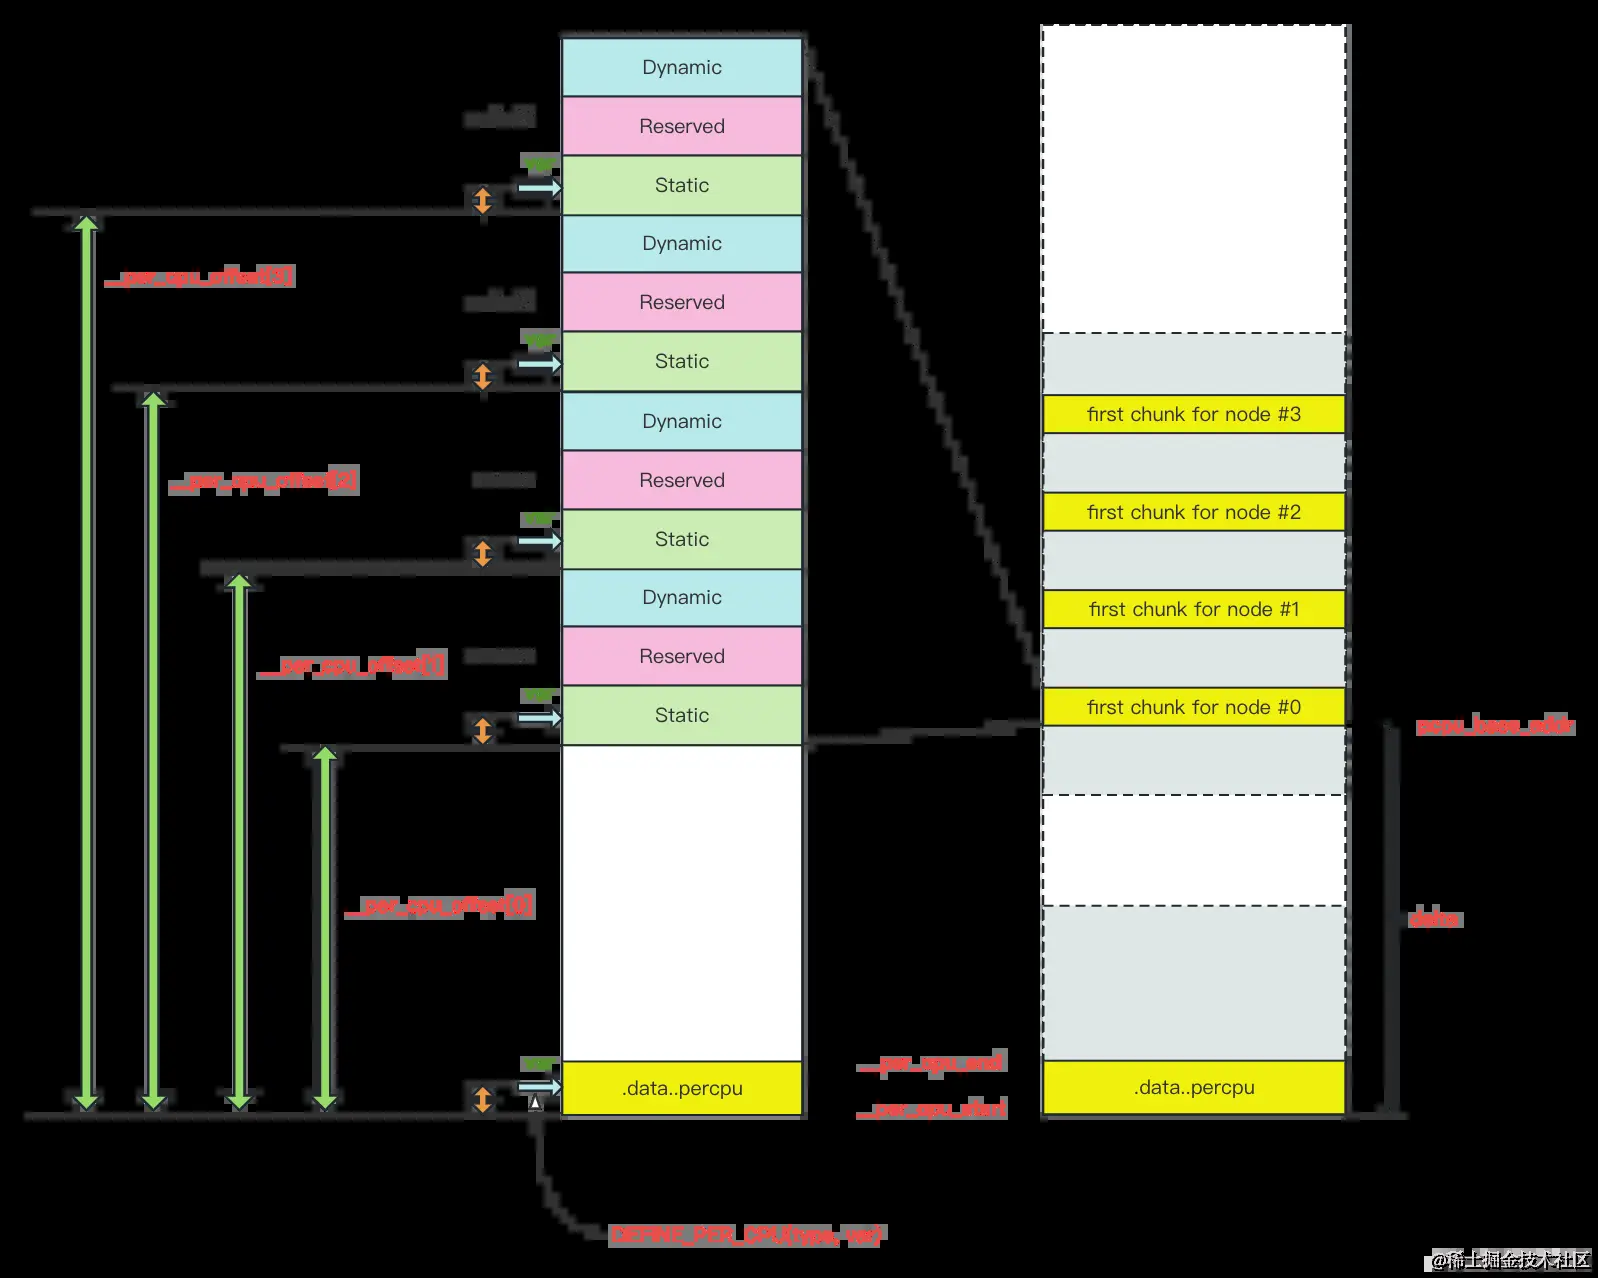 Dynamic
Reserved
var
Static
Dynamic
__per_cpu_offset[3]
Reserved
var
Static
first chunk for node #3
Dynamic
__per_cpu_offset[2]
Reserved
first chunk for node #2
var
Static
Dynamic
first chunk for node #1
__per_cpu_offset[1]
Reserved
var
Static
first chunk for node #0
pcpu_base_addr
__per_cpu_offset[0]
delta
var
__per_cpu_end
.data..percpu
.data..percpu
__per_cpu_start
DEFINE_PER_CPU(type, var)
@稀土掘金技术社区